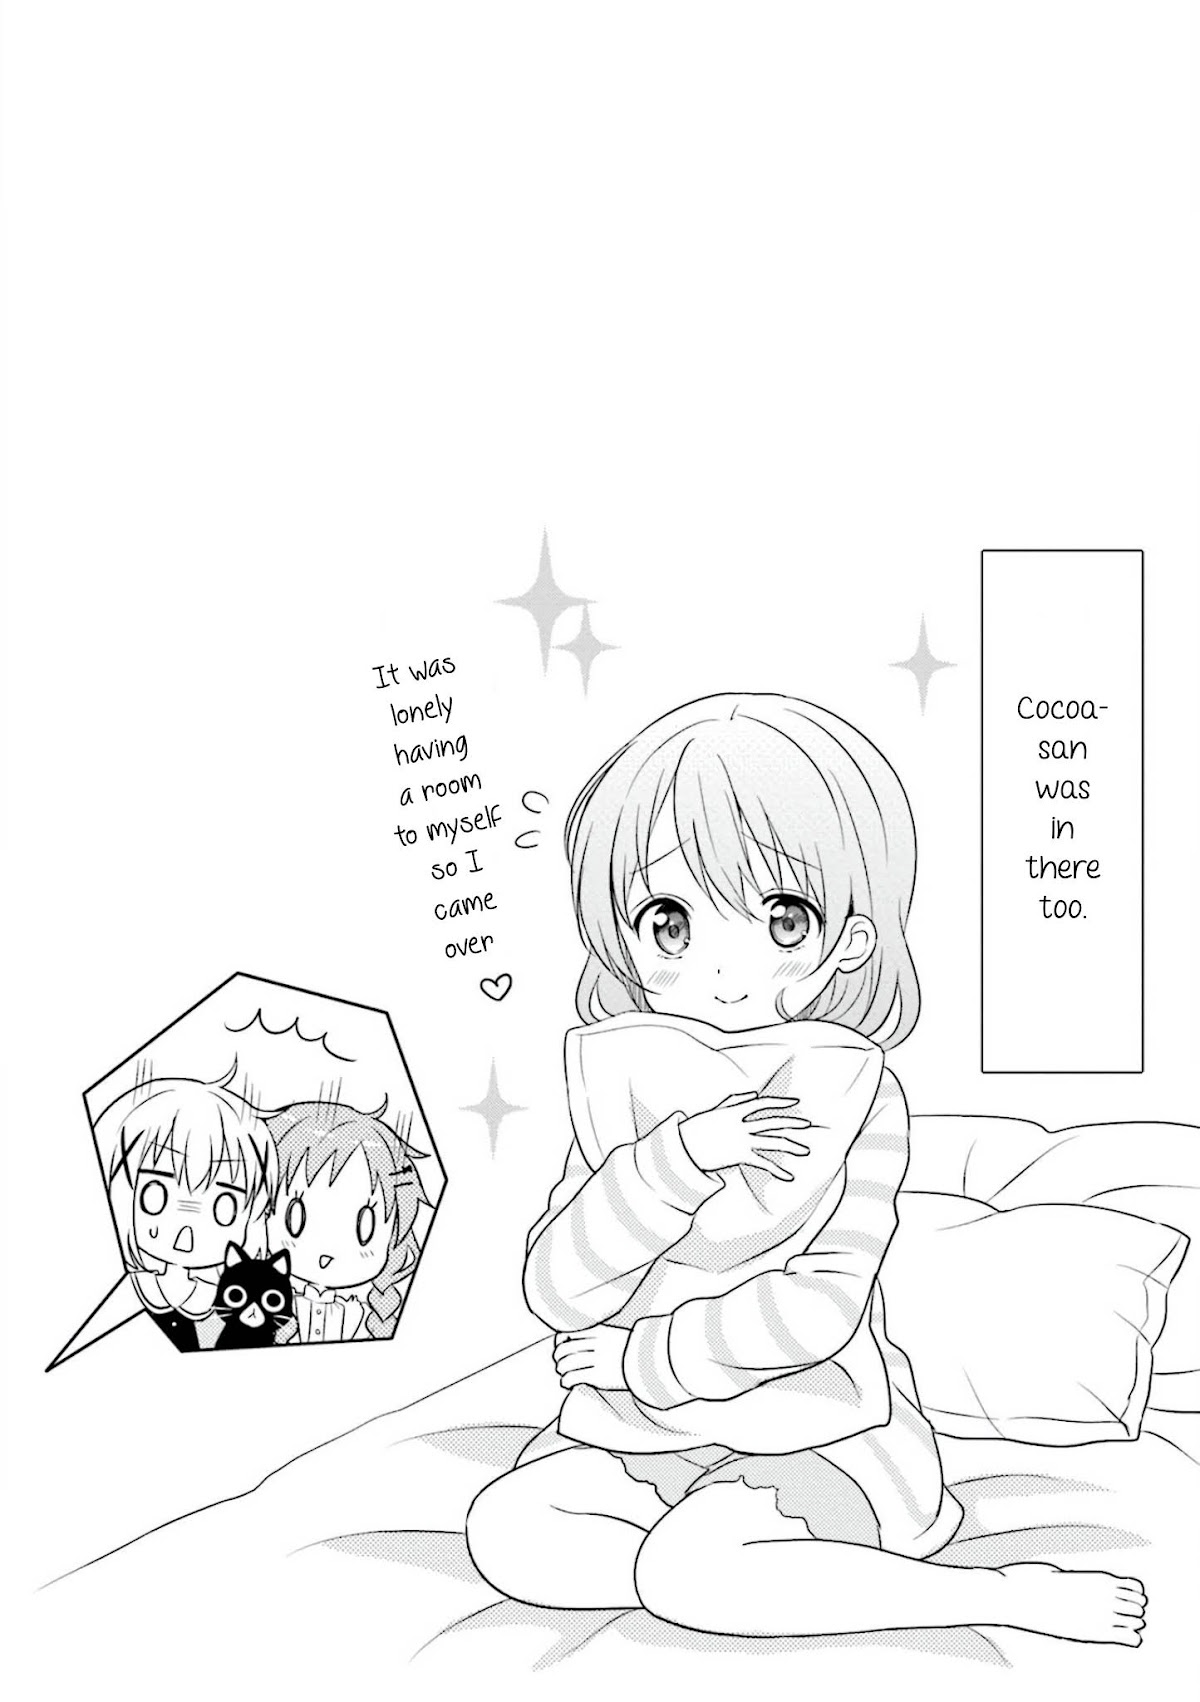 Cocoa-
san
was
in
there
too.
It was
lonely
having
a room
to myself
so I
came
over
♡